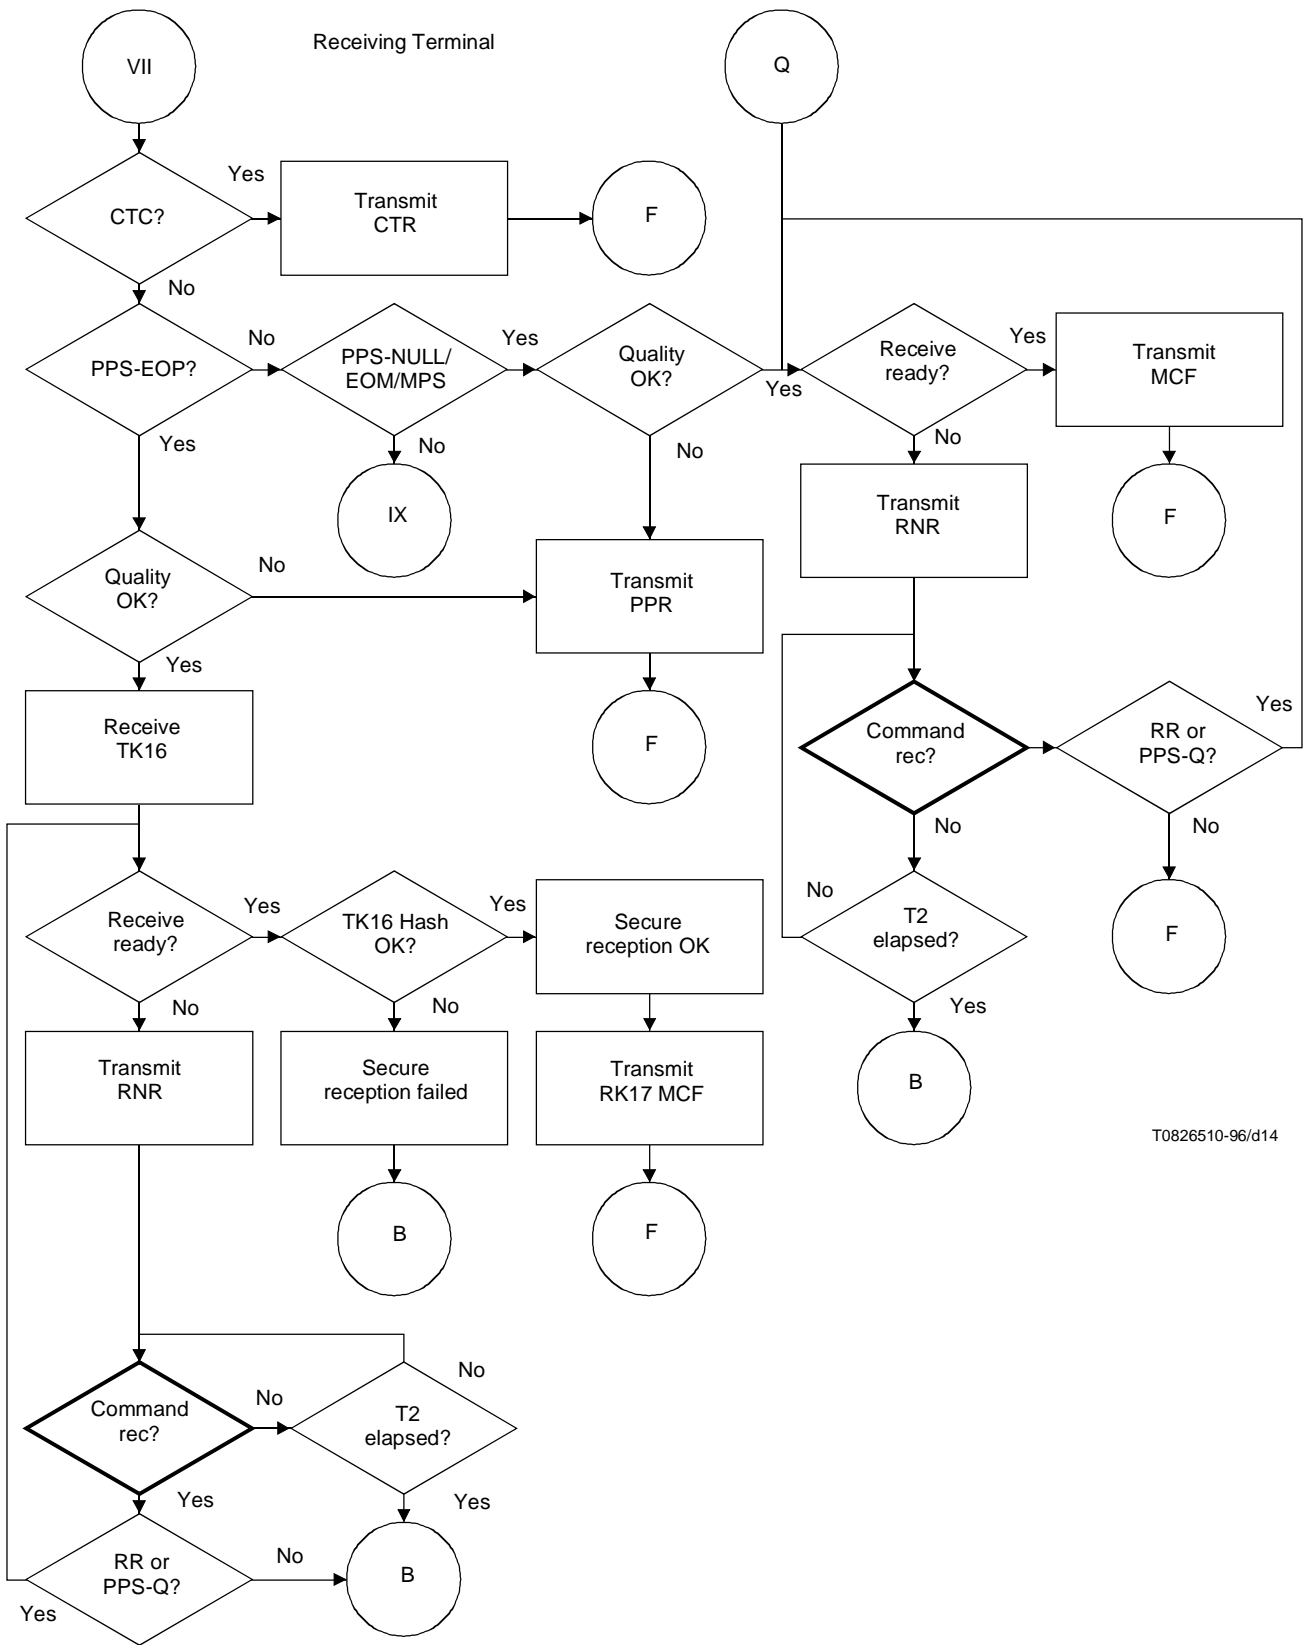 Receiving Terminal
VII
Q
Yes
CTC?
Transmit
CTR
F
No
PPS-EOP?
No
PPS-NULL/
EOM/MPS
Yes
Quality
OK?
Yes
Receive
ready?
Yes
Transmit
MCF
Yes
No
No
No
IX
Transmit
RNR
F
Quality
OK?
No
Transmit
PPR
Yes
Receive
TK16
F
Command
rec?
RR or
PPS-Q?
Yes
No
No
Receive
ready?
Yes
TK16 Hash
OK?
Yes
Secure
reception OK
No
T2
elapsed?
F
No
No
Yes
Transmit
RNR
Secure
reception failed
Transmit
RK17 MCF
B
T0826510-96/d14
B
F
Command
rec?
No
T2
elapsed?
No
Yes
Yes
RR or
PPS-Q?
No
B
Yes